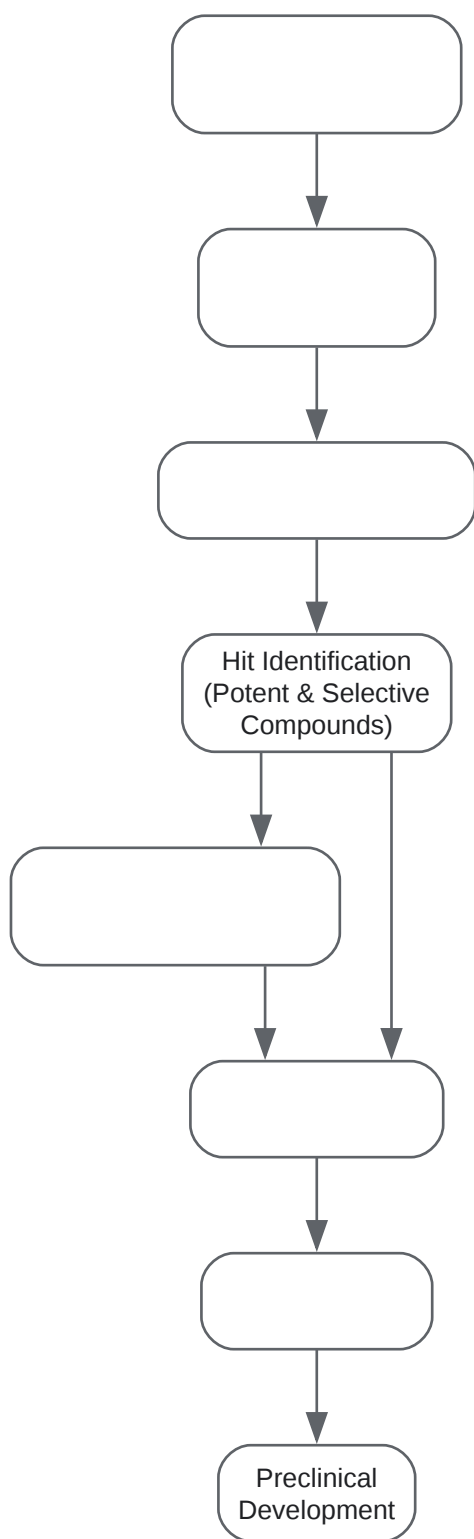 Hit Identification
(Potent & Selective
Compounds)
Preclinical
Development